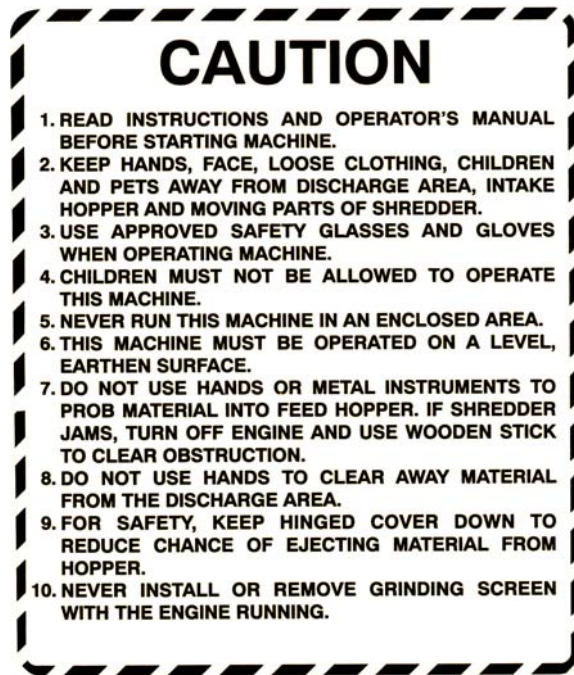 CAUTION
1. READ INSTRUCTIONS AND OPERATOR'S MANUAL
BEFORE STARTING MACHINE.
2. KEEP HANDS, FACE, LOOSE CLOTHING, CHILDREN
AND PETS AWAY FROM DISCHARGE AREA, INTAKE
HOPPER AND MOVING PARTS OF SHREDDER.
3. USE APPROVED SAFETY GLASSES AND GLOVES
WHEN OPERATING MACHINE.
4. CHILDREN MUST NOT BE ALLOWED TO OPERATE
THIS MACHINE.
5. NEVER RUN THIS MACHINE IN AN ENCLOSED AREA.
6. THIS MACHINE MUST BE OPERATED ON A LEVEL,
EARTHEN SURFACE.
7. DO NOT USE HANDS OR METAL INSTRUMENTS TO
PROB MATERIAL INTO FEED HOPPER. IF SHREDDER
JAMS, TURN OFF ENGINE AND USE WOODEN STICK
TO CLEAR OBSTRUCTION.
8. DO NOT USE HANDS TO CLEAR AWAY MATERIAL
FROM THE DISCHARGE AREA.
9. FOR SAFETY, KEEP HINGED COVER DOWN TO
REDUCE CHANCE OF EJECTING MATERIAL FROM
HOPPER.
10. NEVER INSTALL OR REMOVE GRINDING SCREEN
WITH THE ENGINE RUNNING.